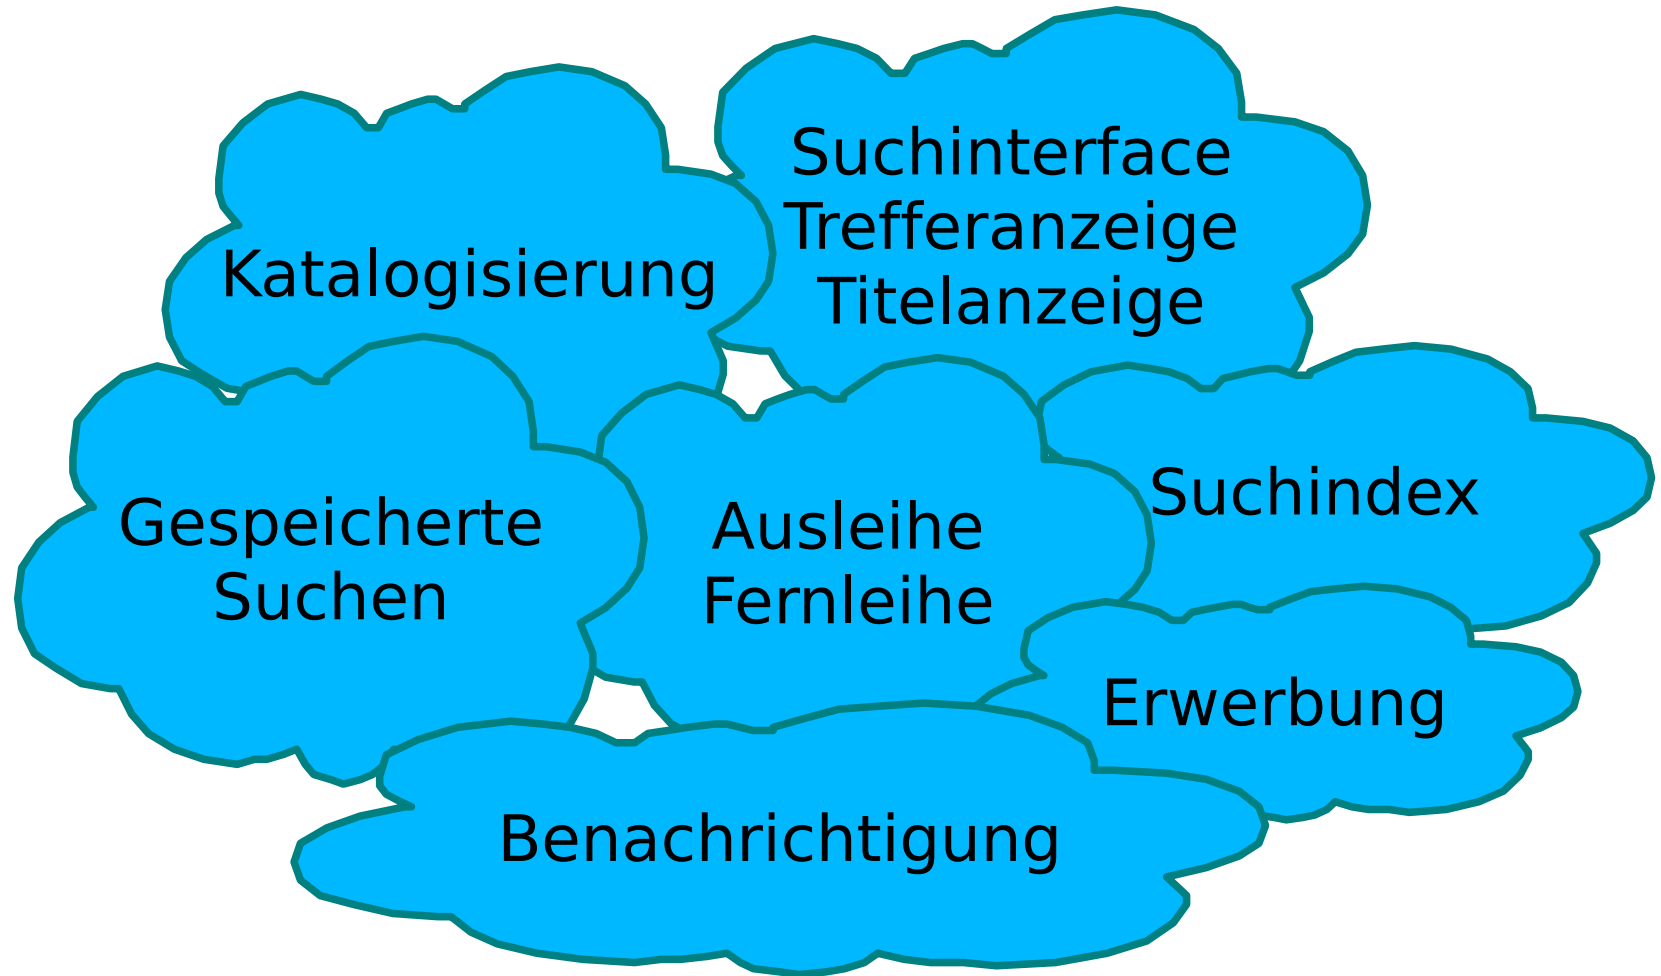 Suchinterface
Trefferanzeige
Titelanzeige
Katalogisierung
Suchindex
Gespeicherte
Suchen
Ausleihe
Fernleihe
Erwerbung
Benachrichtigung